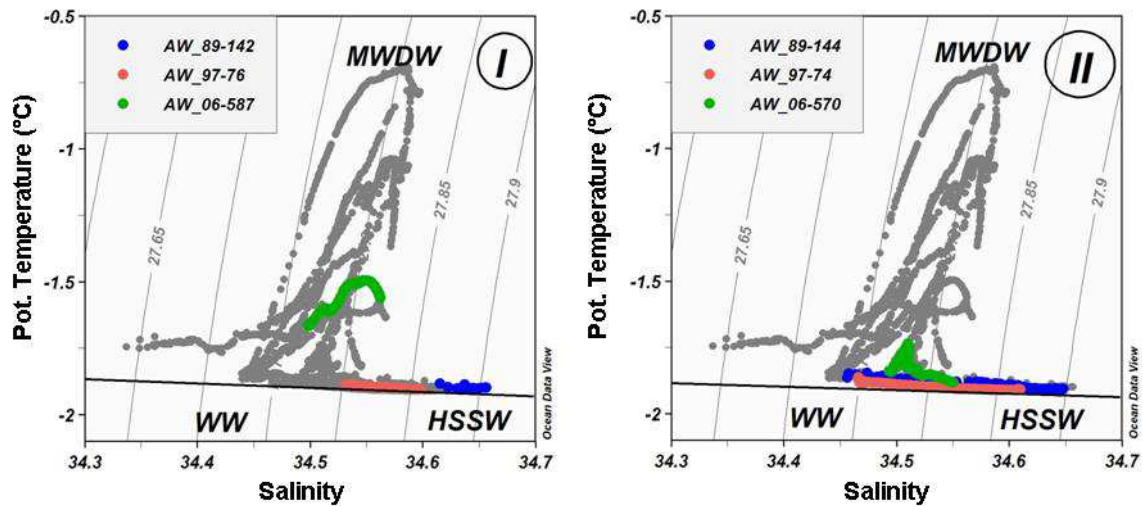 -0.5
-1
-1.5
-2
Pot. Temperature (ºC)
AW_89-142
AW_97-76
AW_06-587
MWDW
I
27.65
27.85
27.9
WW
HSSW
Ocean Data View
34.3
34.4
34.5
34.6
34.7
Salinity
-0.5
-1
-1.5
-2
Pot. Temperature (ºC)
AW_89-144
AW_97-74
AW_06-570
MWDW
II
27.65
27.85
27.9
WW
HSSW
Ocean Data View
34.3
34.4
34.5
34.6
34.7
Salinity